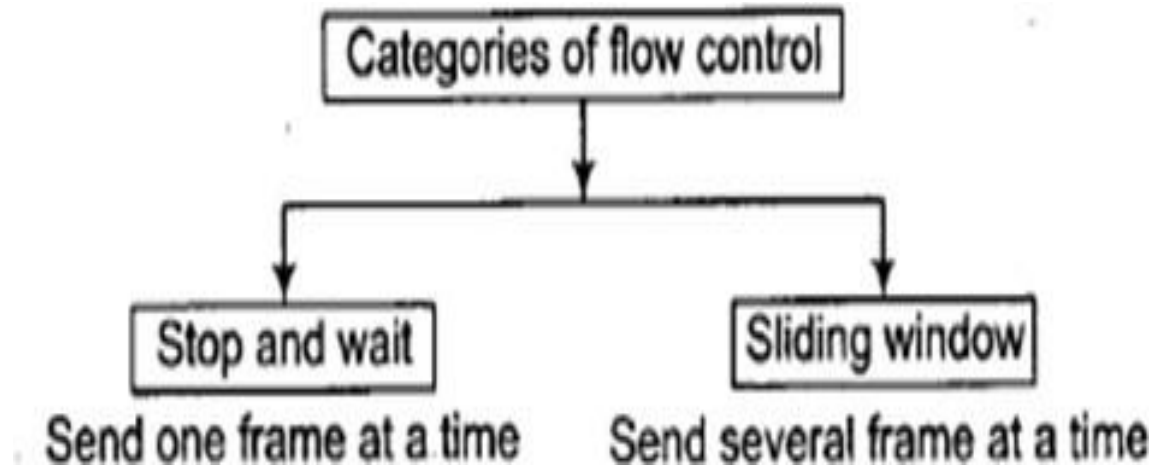 Categories of flow control
Stop and wait
Sliding window
Send one frame at a time
Send several frame at a time